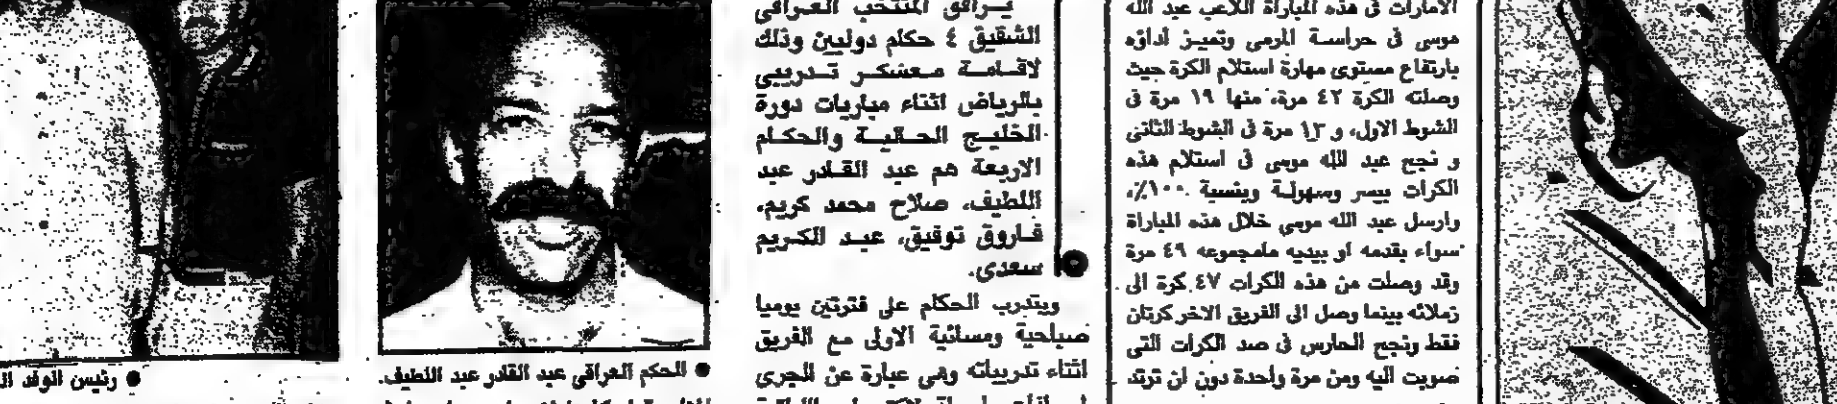 الامارات فى هذه المباراة اللاعب عبد الله
موسى فى حراسة المرمى وتميز اداؤه
بارتفاع مستوى مهارة استلام الكرة حيث
وصلته الكرة ٤٢ مرة، منها ١٩ مرة فى
الشوط الاول، و ١٣ مرة فى الشوط الثانى
و نجح عبد الله موسى فى استلام هذه
الكرات بيسر وسهولة وبنسبة ١٠٠٪،
وارسل عبد الله موسى خلال هذه المباراة
سواء بقدمه او بيديه مامجموعه ٤٩ مرة
وقد وصلت من هذه الكرات ٤٧ كرة الى
زملائه بينما وصل الى الفريق الاخر كرتان
فقط ونجح الحارس فى صد الكرات التى
صوبت اليه ومن مرة واحدة دون ان ترتد
يرافق المنتخب العراقى
الشقيق ٤ حكام دوليين وذلك
لاقامة معسكر تدريبى
بالرياض اثناء مباريات دورة
الخليج الحالية والحكام
الاربعة هم عبد القادر عبد
اللطيف، صلاح محمد كريم،
فاروق توفيق، عبد الكريم
سعدى.
ويتدرب الحكام على فترتين يوميا
صباحية ومسائية الاولى مع الفريق
اثناء تدريباته وهى عبارة عن الجرى
● الحكم العراقى عبد القادر عبد اللطيف.
● رئيس الوفد